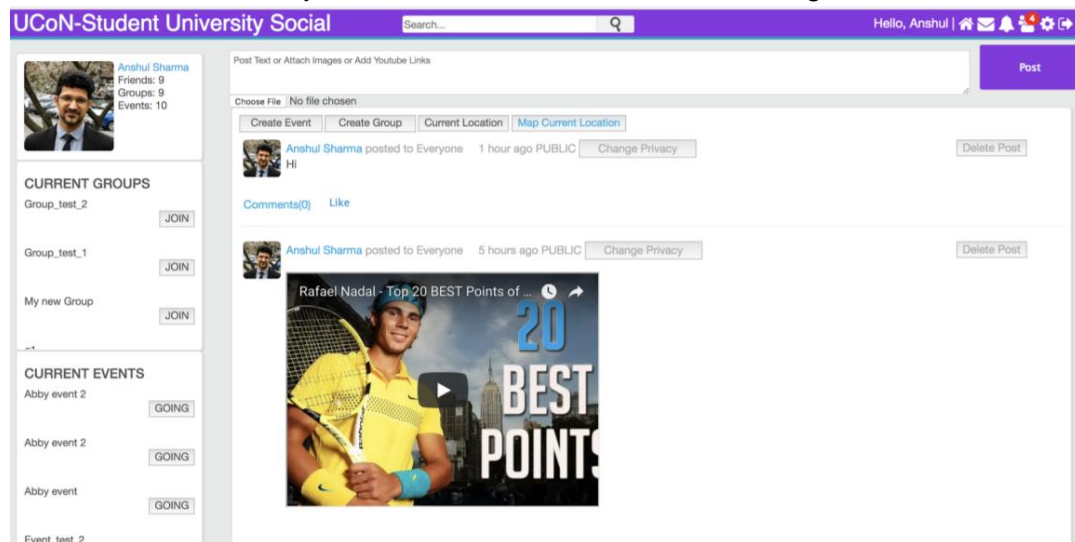 UCoN-Student University Social
Search...
Hello, Anshul |
Anshul Sharma
Friends: 9
Groups: 9
Events: 10
Post Text or Attach Images or Add Youtube Links
Post
Choose File No file chosen
Create Event Create Group Current Location Map Current Location
Anshul Sharma posted to Everyone 1 hour ago PUBLIC Change Privacy Delete Post
Hi
Comments(0) Like
CURRENT GROUPS
Group_test_2
JOIN
Group_test_1
JOIN
My new Group
JOIN
Anshul Sharma posted to Everyone 5 hours ago PUBLIC Change Privacy Delete Post
Rafael Nadal - Top 20 BEST Points of ...
20
BEST
POINTS
CURRENT EVENTS
Abby event 2
GOING
Abby event 2
GOING
Abby event
GOING
Event_test_2